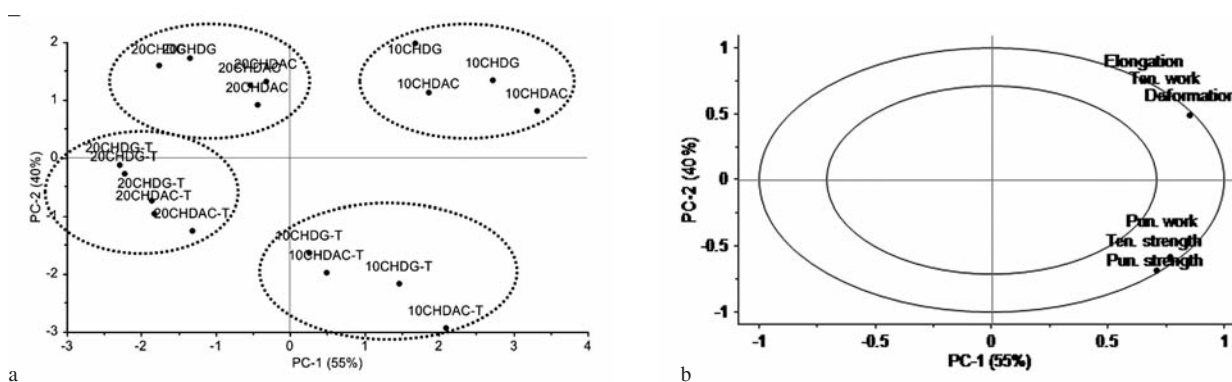 2
1
0
-1
-2
-3
-3 -2 -1 0 1 2 3 4
PC-2 (40%)
PC-1 (55%)
20CHDG
20CHDG
20CHDAC
20CHDAC
20CHDAC
10CHDG
10CHDG
10CHDAC
10CHDAC
20CHDG-T
20CHDG-T
20CHDG-T
20CHDAC-T
20CHDAC-T
10CHDG-T
10CHDAC-T
10CHDG-T
10CHDAC-T
a
1
0.5
0
-0.5
-1
-1 -0.5 0 0.5 1
PC-2 (40%)
PC-1 (55%)
Elongation
Ten. work
Deformation
Pun. work
Ten. strength
Pun. strength
b